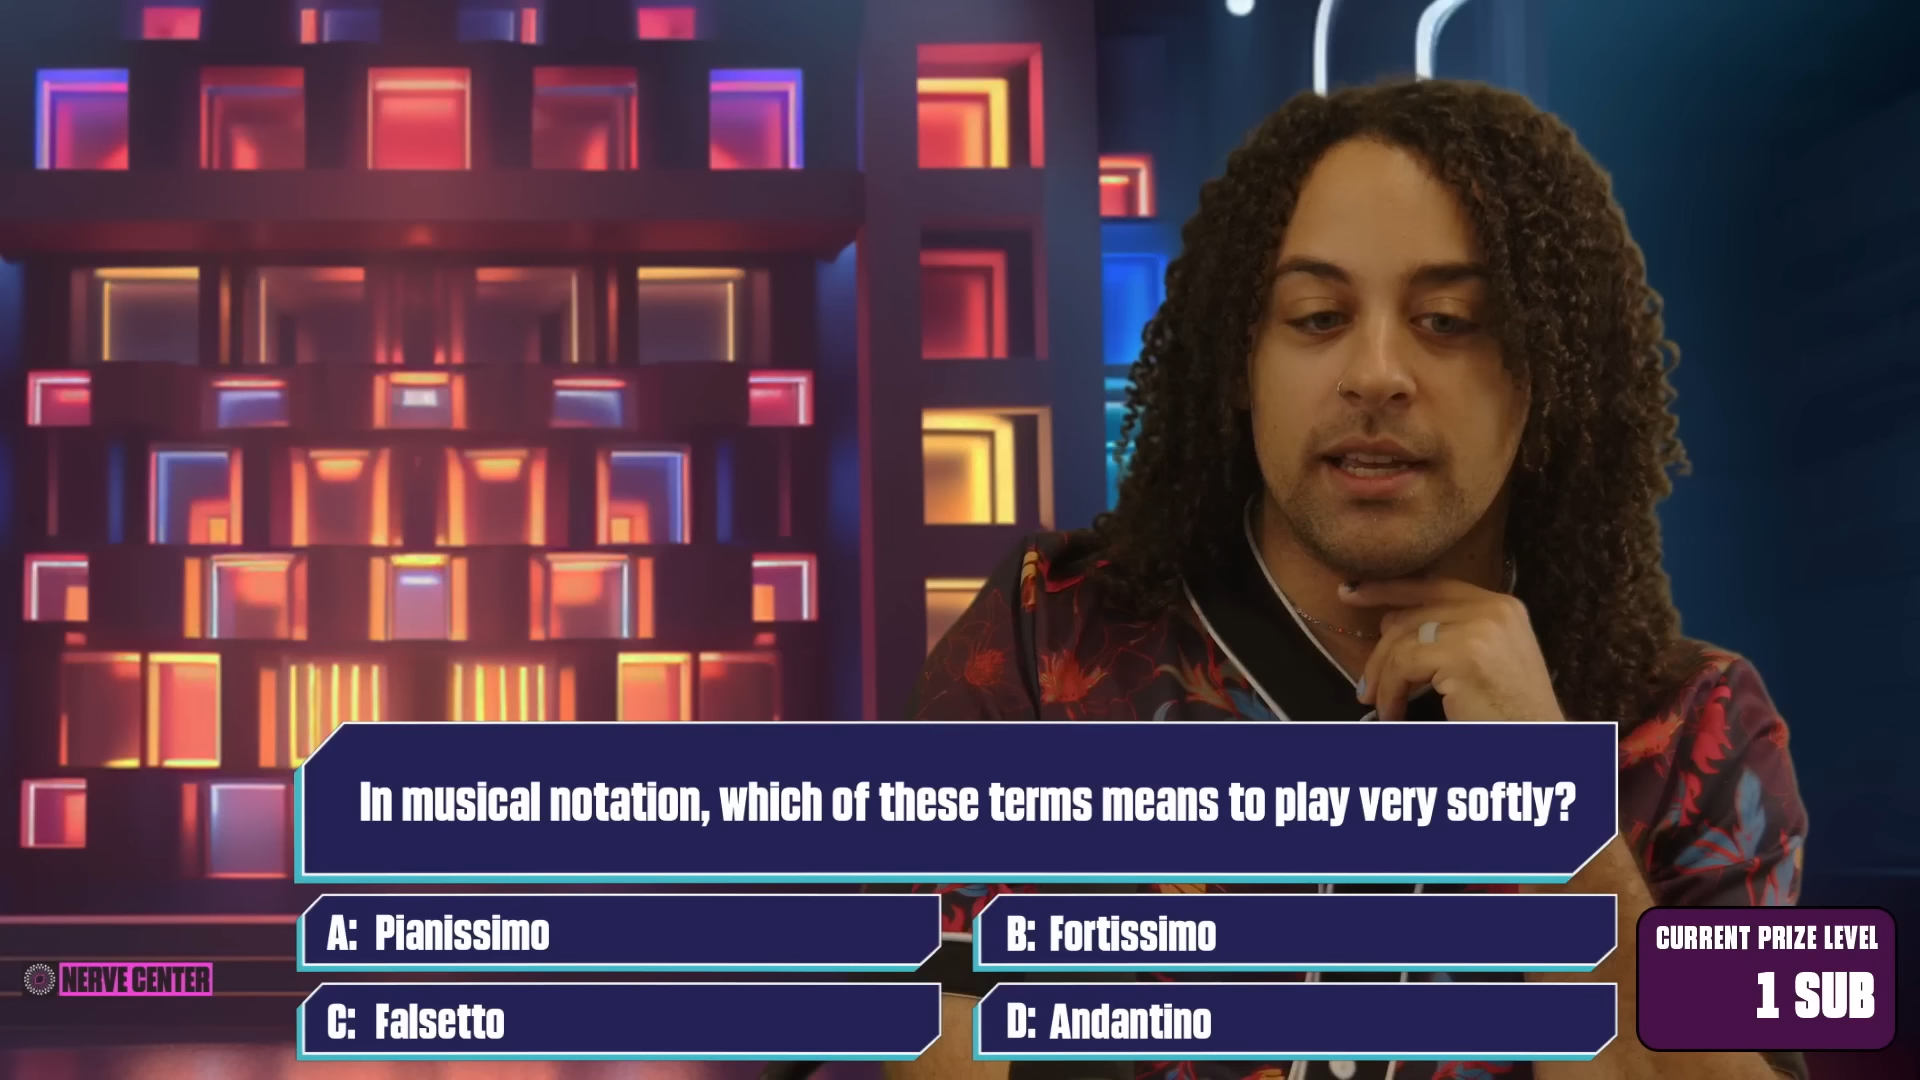 In musical notation, which of these terms means to play very softly?
A: Pianissimo
B: Fortissimo
C: Falsetto
D: Andantino
CURRENT PRIZE LEVEL
1 SUB
NERVE CENTER